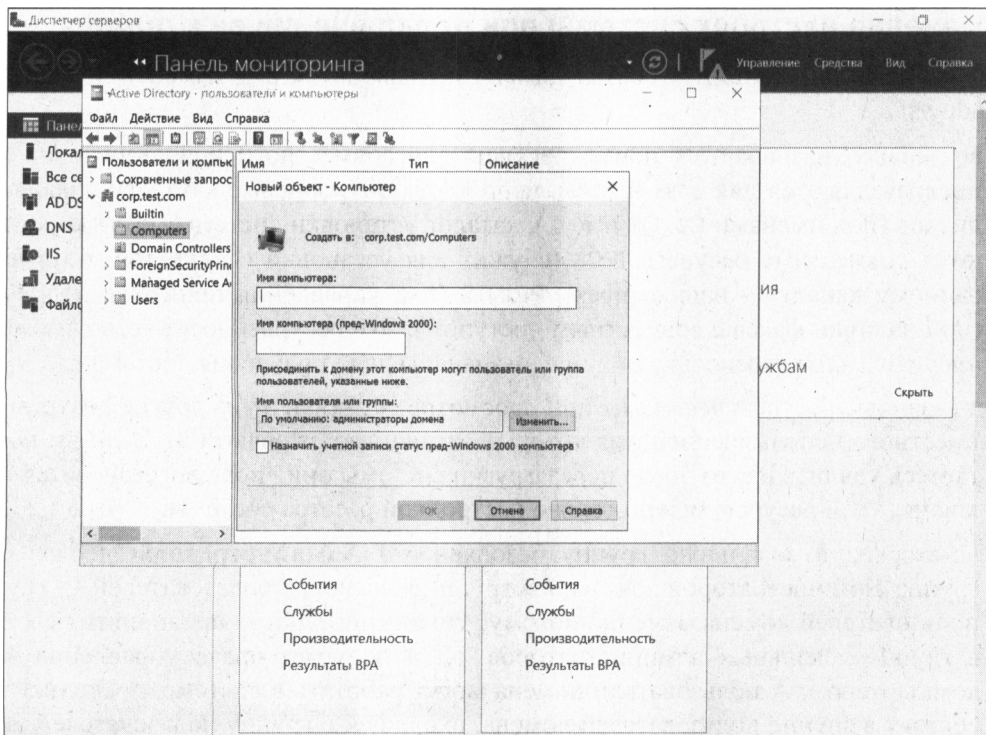 Диспетчер серверов
Панель мониторинга
Управление Средства Вид Справка
Active Directory - пользователи и компьютеры
Файл Действие Вид Справка
Панел
Локал
Все се
AD DS
DNS
IIS
Удале
Файло
Пользователи и компьк
Сохраненные запрос
corp.test.com
Builtin
Computers
Domain Controllers
ForeignSecurityPrinc
Managed Service A
Users
Имя Тип Описание
Новый объект - Компьютер
Создать в: corp.test.com/Computers
Имя компьютера:
Имя компьютера (пред-Windows 2000):
Присоединить к домену этот компьютер могут пользователь или группа
пользователей, указанные ниже.
Имя пользователя или группы:
По умолчанию: администраторы домена
Изменить...
Назначить учетной записи статус пред-Windows 2000 компьютера
ОК Отмена Справка
ия
ужбам
Скрыть
События
Службы
Производительность
Результаты BPA
События
Службы
Производительность
Результаты BPA